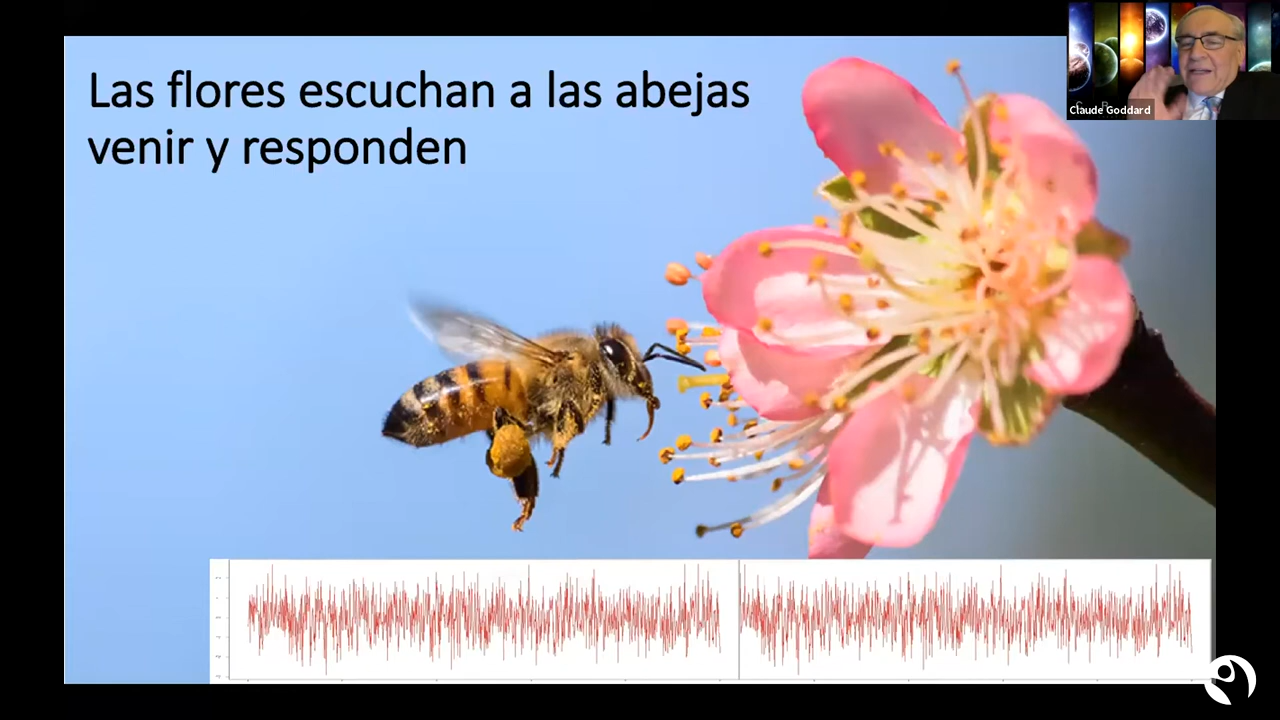 Las flores escuchan a las abejas
venir y responden
Claude Goddard